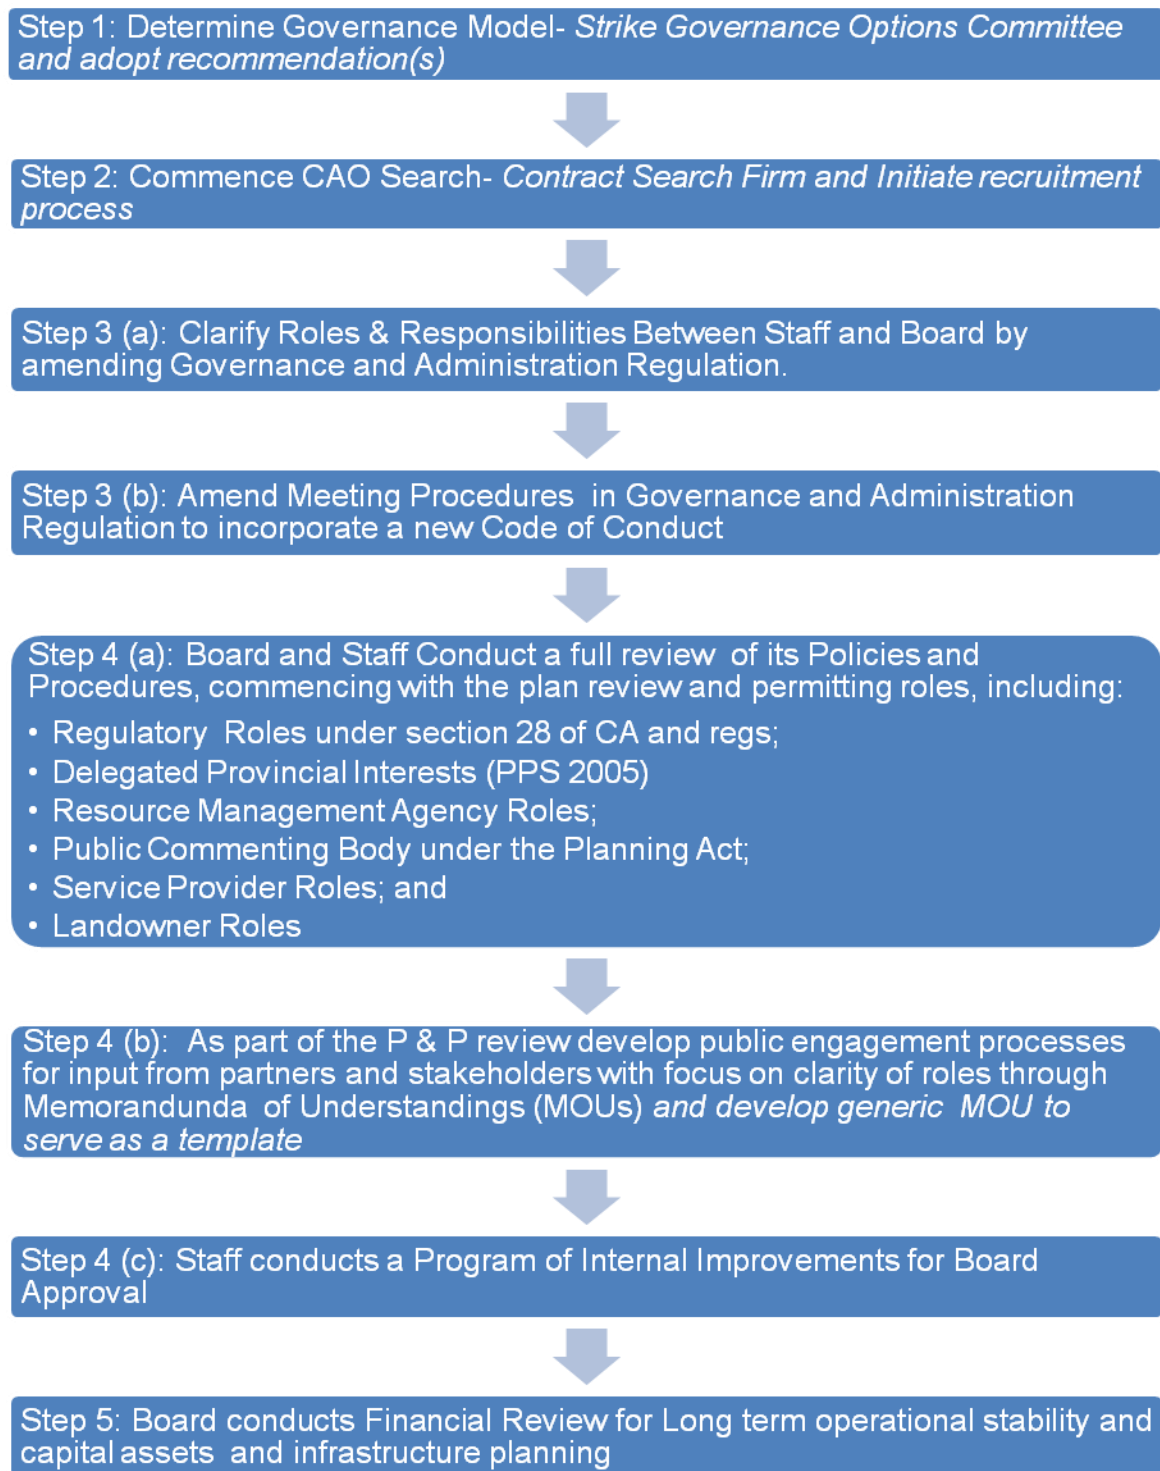 Step 1: Determine Governance Model- Strike Governance Options Committee
and adopt recommendation(s)
Step 2: Commence CAO Search- Contract Search Firm and Initiate recruitment
process
Step 3 (a): Clarify Roles & Responsibilities Between Staff and Board by
amending Governance and Administration Regulation.
Step 3 (b): Amend Meeting Procedures in Governance and Administration
Regulation to incorporate a new Code of Conduct
Step 4 (a): Board and Staff Conduct a full review of its Policies and
Procedures, commencing with the plan review and permitting roles, including:
• Regulatory Roles under section 28 of CA and regs;
• Delegated Provincial Interests (PPS 2005)
• Resource Management Agency Roles;
• Public Commenting Body under the Planning Act;
• Service Provider Roles; and
• Landowner Roles
Step 4 (b): As part of the P & P review develop public engagement processes
for input from partners and stakeholders with focus on clarity of roles through
Memorandunda of Understandings (MOUs) and develop generic MOU to
serve as a template
Step 4 (c): Staff conducts a Program of Internal Improvements for Board
Approval
Step 5: Board conducts Financial Review for Long term operational stability and
capital assets and infrastructure planning